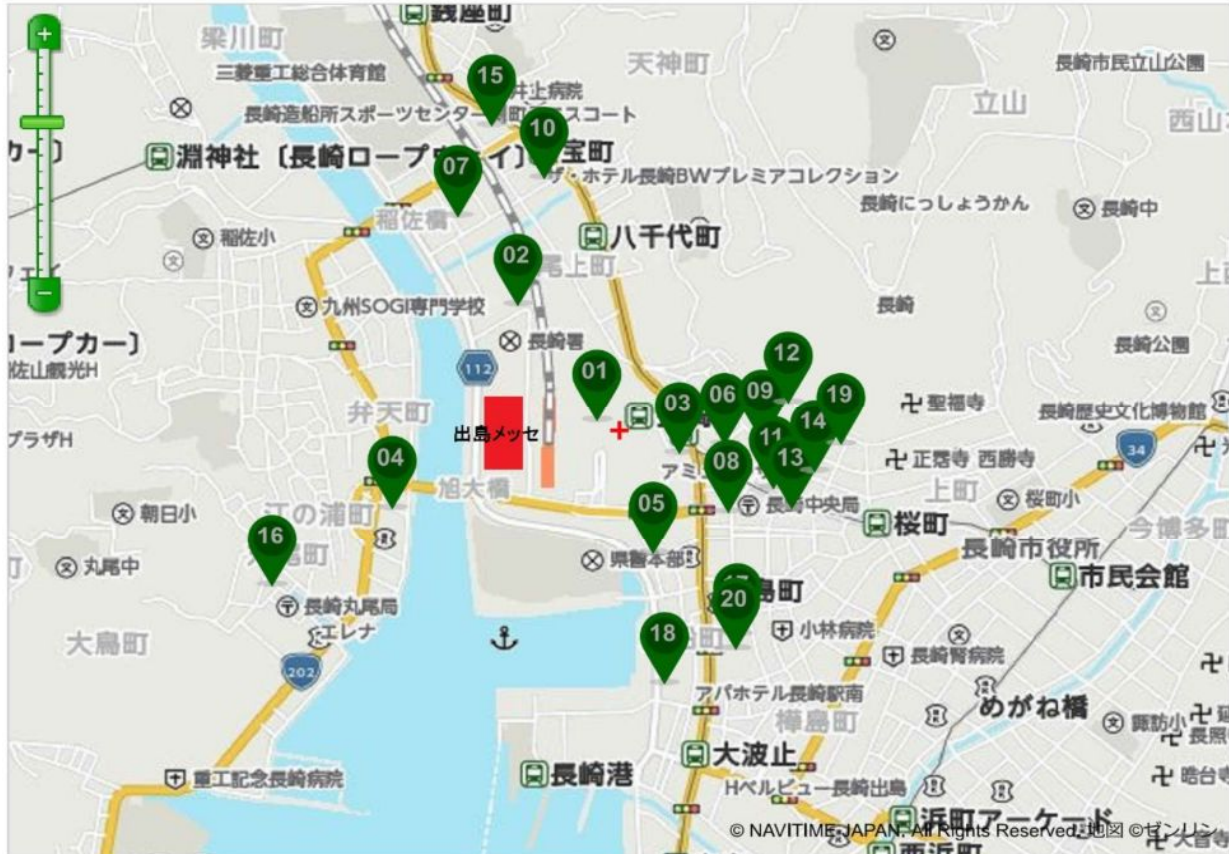 銭座町
梁川町
天神町
三菱重工総合体育館
長崎市民立山公園
15
井上病院
立山
長崎造船所スポーツセンター
西山
10
宝町
淵神社〔長崎ロープウェイ〕
07
ザ・ホテル長崎BWプレミアコレクション
長崎にっしょうかん
長崎中
稲佐橋
稲佐小
八千代町
02
尾上町
九州SOGI専門学校
長崎
ロープカー〕
長崎署
長崎公園
佐山観光H
112
01
12
弁天町
03
06
09
19
聖福寺
長崎歴史文化博物館
プラザH
出島メッセ
11
14
34
04
08
13
正覚寺 西勝寺
旭大橋
上町
05
長崎中央局
桜町小
朝日小
江の浦町
桜町
今博多町
16
丸尾町
県警本部
長崎市役所
丸尾中
市民会館
長崎丸尾局
エレナ
20
大鳥町
18
小林病院
長崎腎病院
202
アパホテル長崎駅南
めがね橋
樺島町
諏訪小
大波止
長照寺
重工記念長崎病院
長崎港
Hベルビュー長崎出島
晧台寺
浜町アーケード
© NAVITIME JAPAN. All Rights Reserved. 地図 ©ゼンリン
西浜町
大音寺